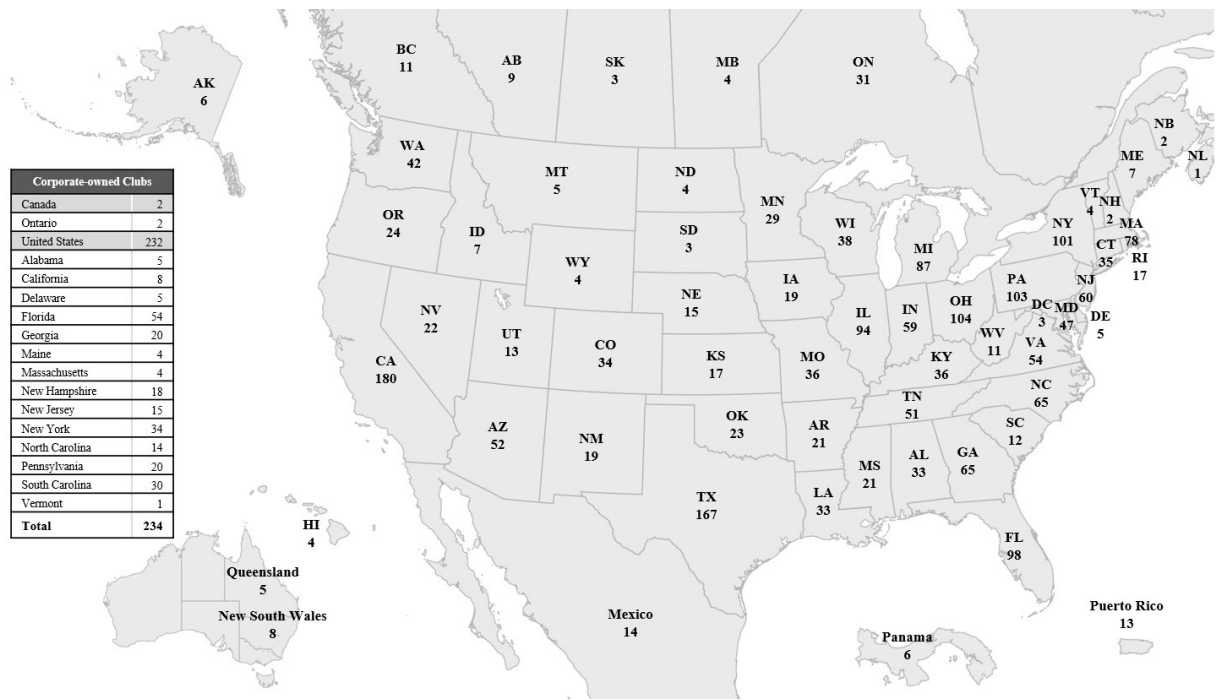 BC
11
AB
9
SK
3
MB
4
ON
31
AK
6
NB
2
NL
1
ME
7
WA
42
MT
5
ND
4
MN
29
VT
4
NH
2
OR
24
ID
7
SD
3
WI
38
MI
87
NY
101
MA
78
CT
35
RI
17
WY
4
IA
19
NE
15
PA
103
NJ
60
NV
22
UT
13
CO
34
IL
94
IN
59
OH
104
DC
3
MD
47
DE
5
WV
11
VA
54
CA
180
KS
17
MO
36
KY
36
NC
65
TN
51
AZ
52
NM
19
OK
23
AR
21
SC
12
MS
21
AL
33
GA
65
TX
167
LA
33
FL
98
HI
4
Queensland
5
New South Wales
8
Mexico
14
Panama
6
Puerto Rico
13
Corporate-owned Clubs
Canada 2
Ontario 2
United States 232
Alabama 5
California 8
Delaware 5
Florida 54
Georgia 20
Maine 4
Massachusetts 4
New Hampshire 18
New Jersey 15
New York 34
North Carolina 14
Pennsylvania 20
South Carolina 30
Vermont 1
Total 234